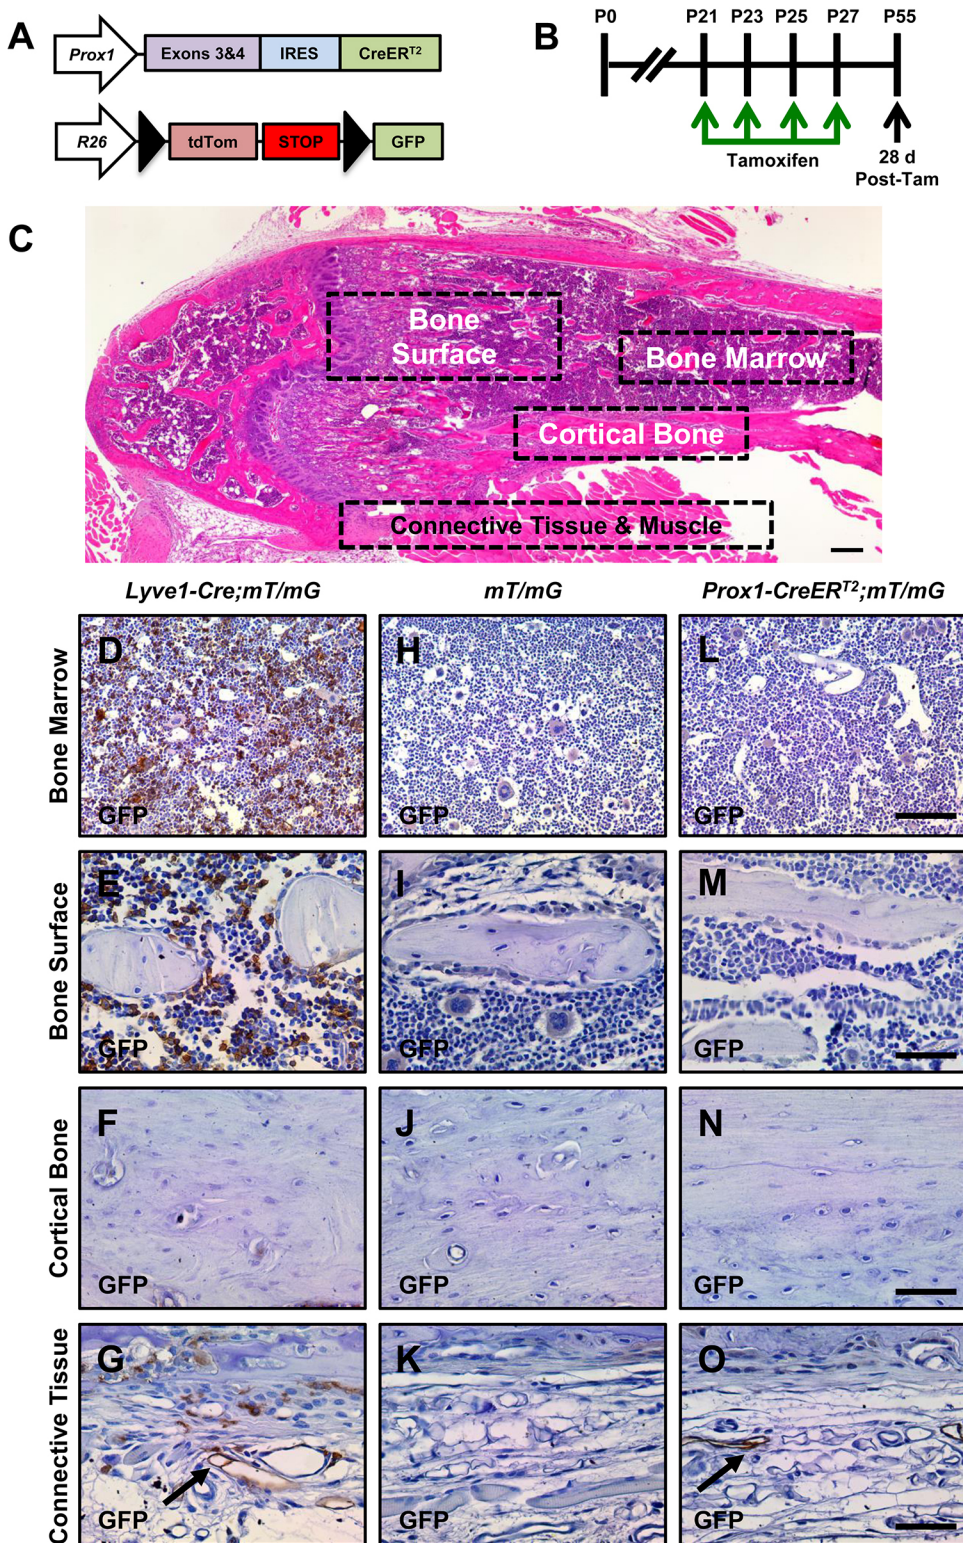 A
Prox1
Exons 3&4
IRES
CreER^T2
R26
tdTom
STOP
GFP
B
P0
P21
P23
P25
P27
P55
Tamoxifen
28 d
Post-Tam
C
Bone
Surface
Bone Marrow
Cortical Bone
Connective Tissue & Muscle
Lyve1-Cre;mT/mG
mT/mG
Prox1-CreER^T2;mT/mG
Bone Marrow
D
GFP
H
GFP
L
GFP
Bone Surface
E
GFP
I
GFP
M
GFP
Cortical Bone
F
GFP
J
GFP
N
GFP
Connective Tissue
G
GFP
K
GFP
O
GFP